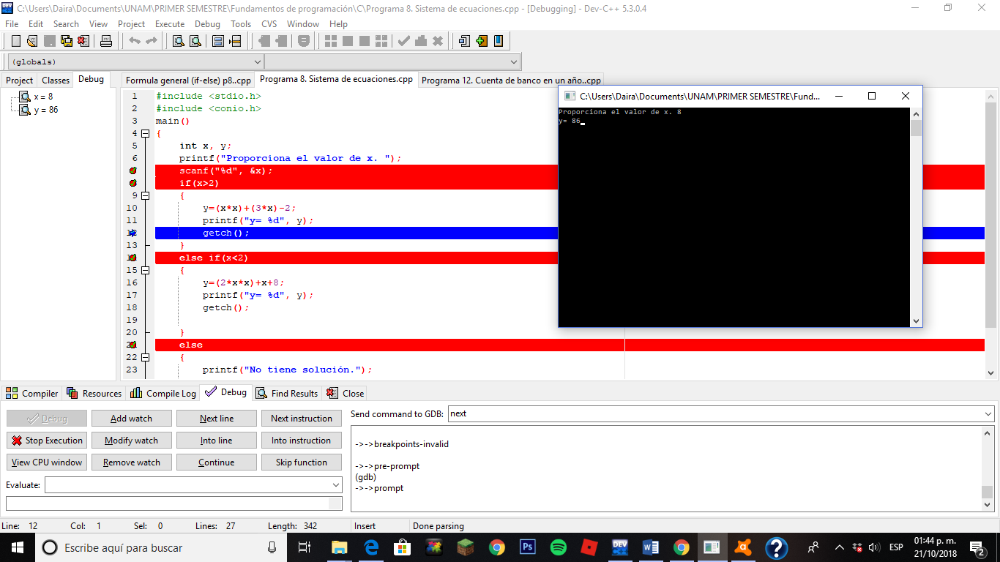 C:\Users\Daira\Documents\UNAM\PRIMER SEMESTRE\Fundamentos de programación\C\Programa 8. Sistema de ecuaciones.cpp - [Debugging] - Dev-C++ 5.3.0.4
File Edit Search View Project Execute Debug Tools CVS Window Help
(globals)
Project Classes Debug
Formula general (if-else) p8..cpp Programa 8. Sistema de ecuaciones.cpp Programa 12. Cuenta de banco en un año..cpp
x = 8
y = 86
1 #include <stdio.h>
2 #include <conio.h>
3 main()
4 {
5 int x, y;
6 printf("Proporciona el valor de x. ");
scanf("%d", &x);
if(x>2)
9 {
10 y=(x*x)+(3*x)-2;
11 printf("y= %d", y);
12 getch();
13 }
else if(x<2)
15 {
16 y=(2*x*x)+x+8;
17 printf("y= %d", y);
18 getch();
19
20 }
else
22 {
23 printf("No tiene solución.");
C:\Users\Daira\Documents\UNAM\PRIMER SEMESTRE\Fund...
Proporciona el valor de x. 8
y= 86
Compiler Resources Compile Log Debug Find Results Close
Debug Add watch Next line Next instruction
Stop Execution Modify watch Into line Into instruction
View CPU window Remove watch Continue Skip function
Evaluate:
Send command to GDB: next
->->breakpoints-invalid
->->pre-prompt
(gdb)
->->prompt
Line: 12 Col: 1 Sel: 0 Lines: 27 Length: 342 Insert Done parsing
Escribe aquí para buscar
Ps
DEV
W
?
ESP
01:44 p. m.
21/10/2018
2